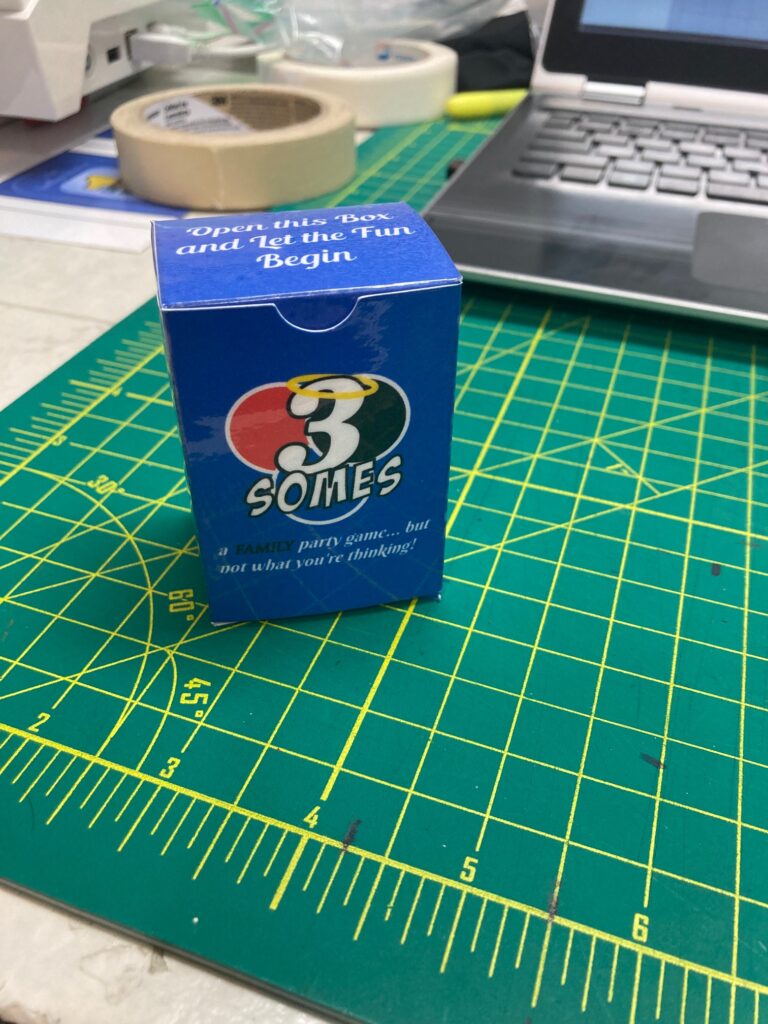 Open this Box
and Let the Fun
Begin
3
SOMES
a FAMILY party game... but
not what you're thinking!
30°
60°
45°
2
3
4
5
6